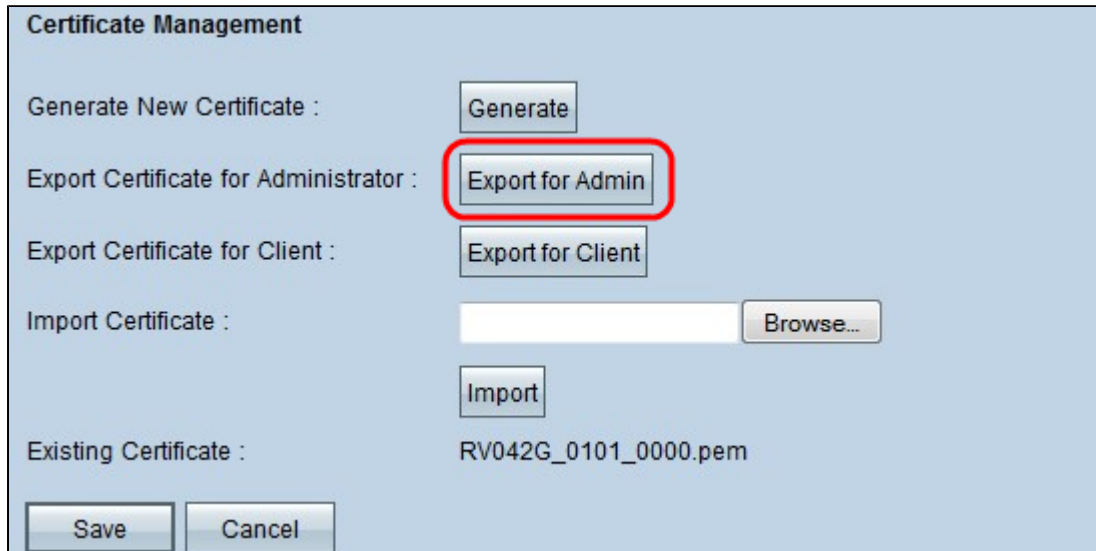 Certificate Management
Generate New Certificate : Generate
Export Certificate for Administrator : Export for Admin
Export Certificate for Client : Export for Client
Import Certificate : Browse...
Import
Existing Certificate : RV042G_0101_0000.pem
Save Cancel